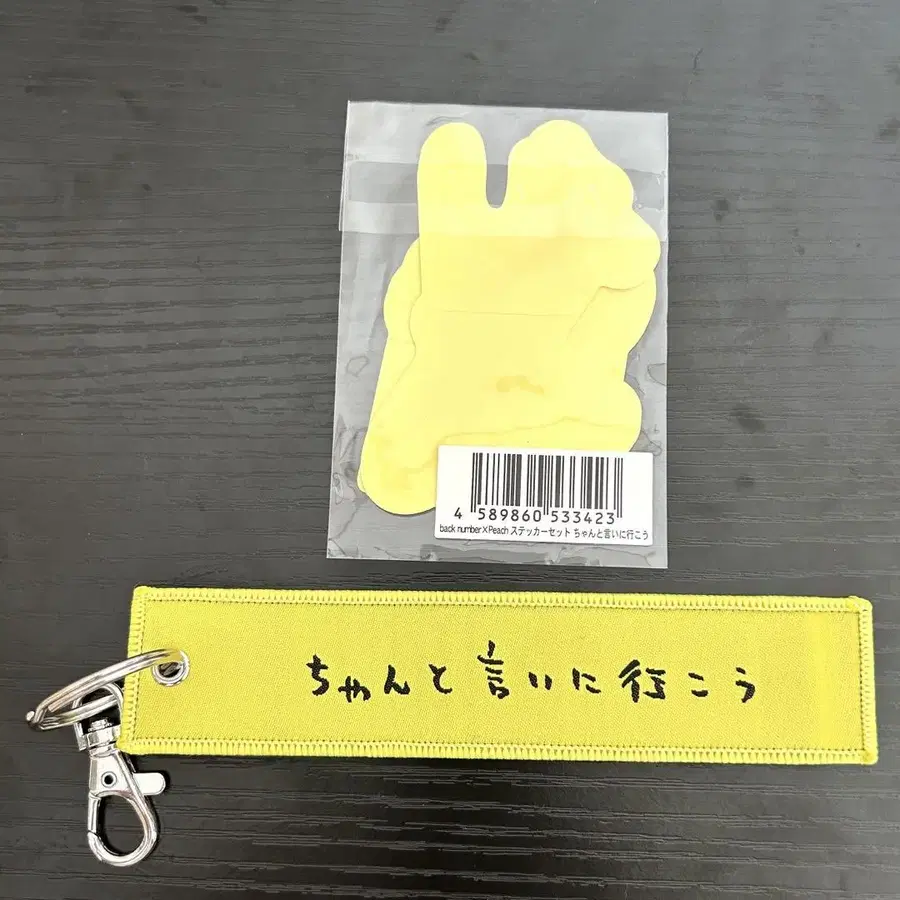 4 589860 533423
back number×Peach ステッカーセット ちゃんと言いに行こう
ちゃんと言いに行こう